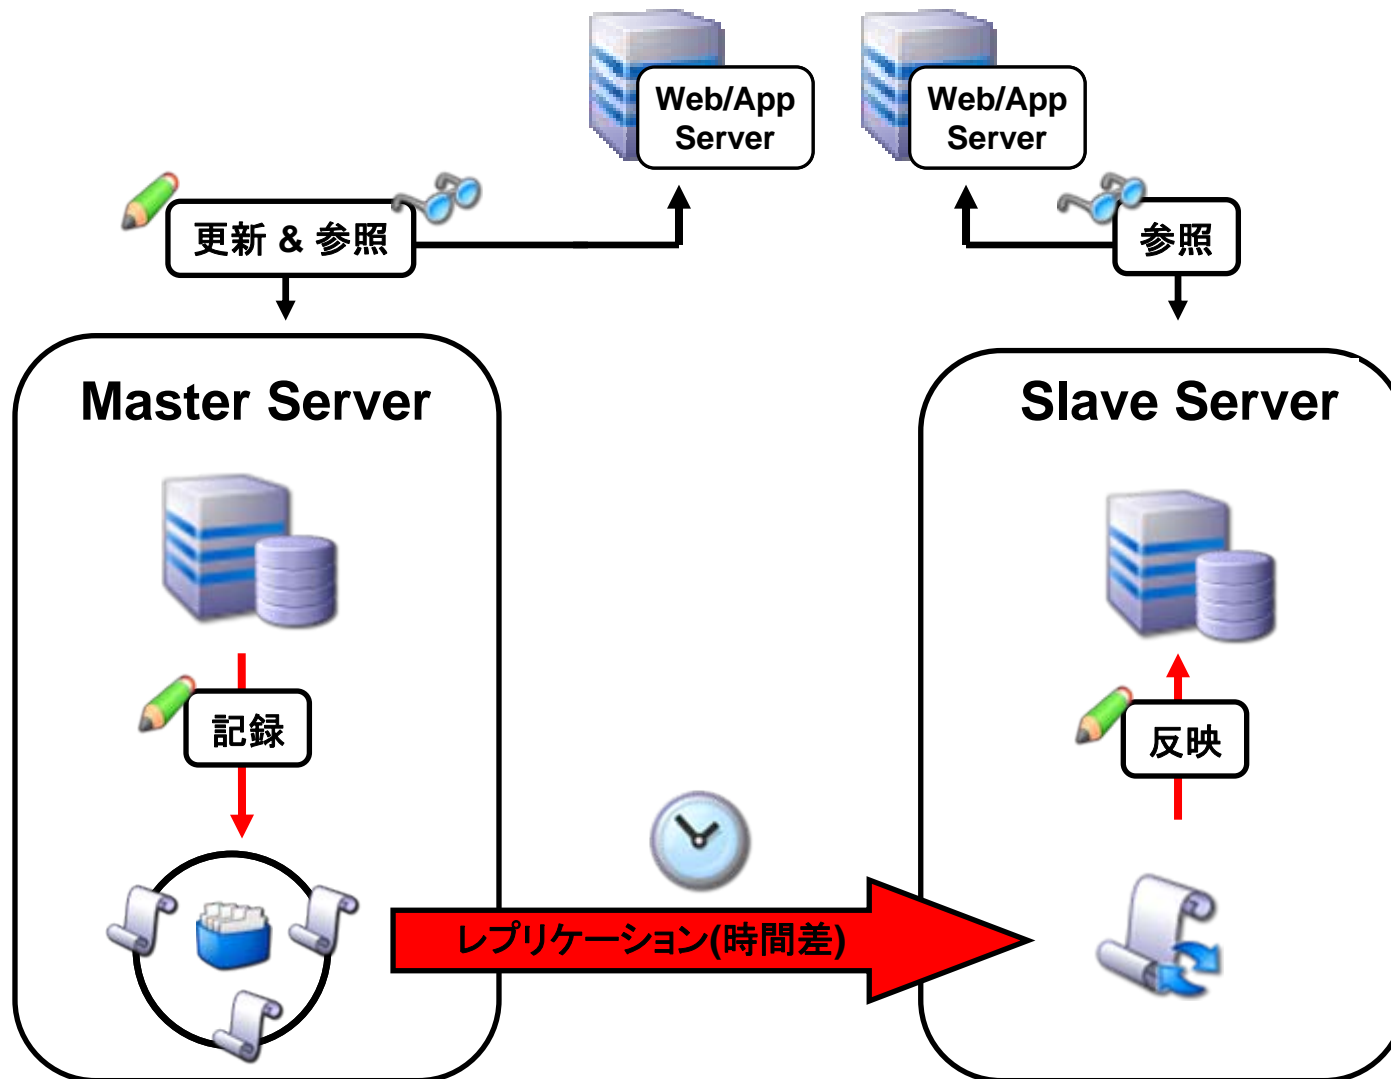 Web/App
Server
Web/App
Server
更新 & 参照
参照
Master Server
Slave Server
記録
反映
レプリケーション(時間差)